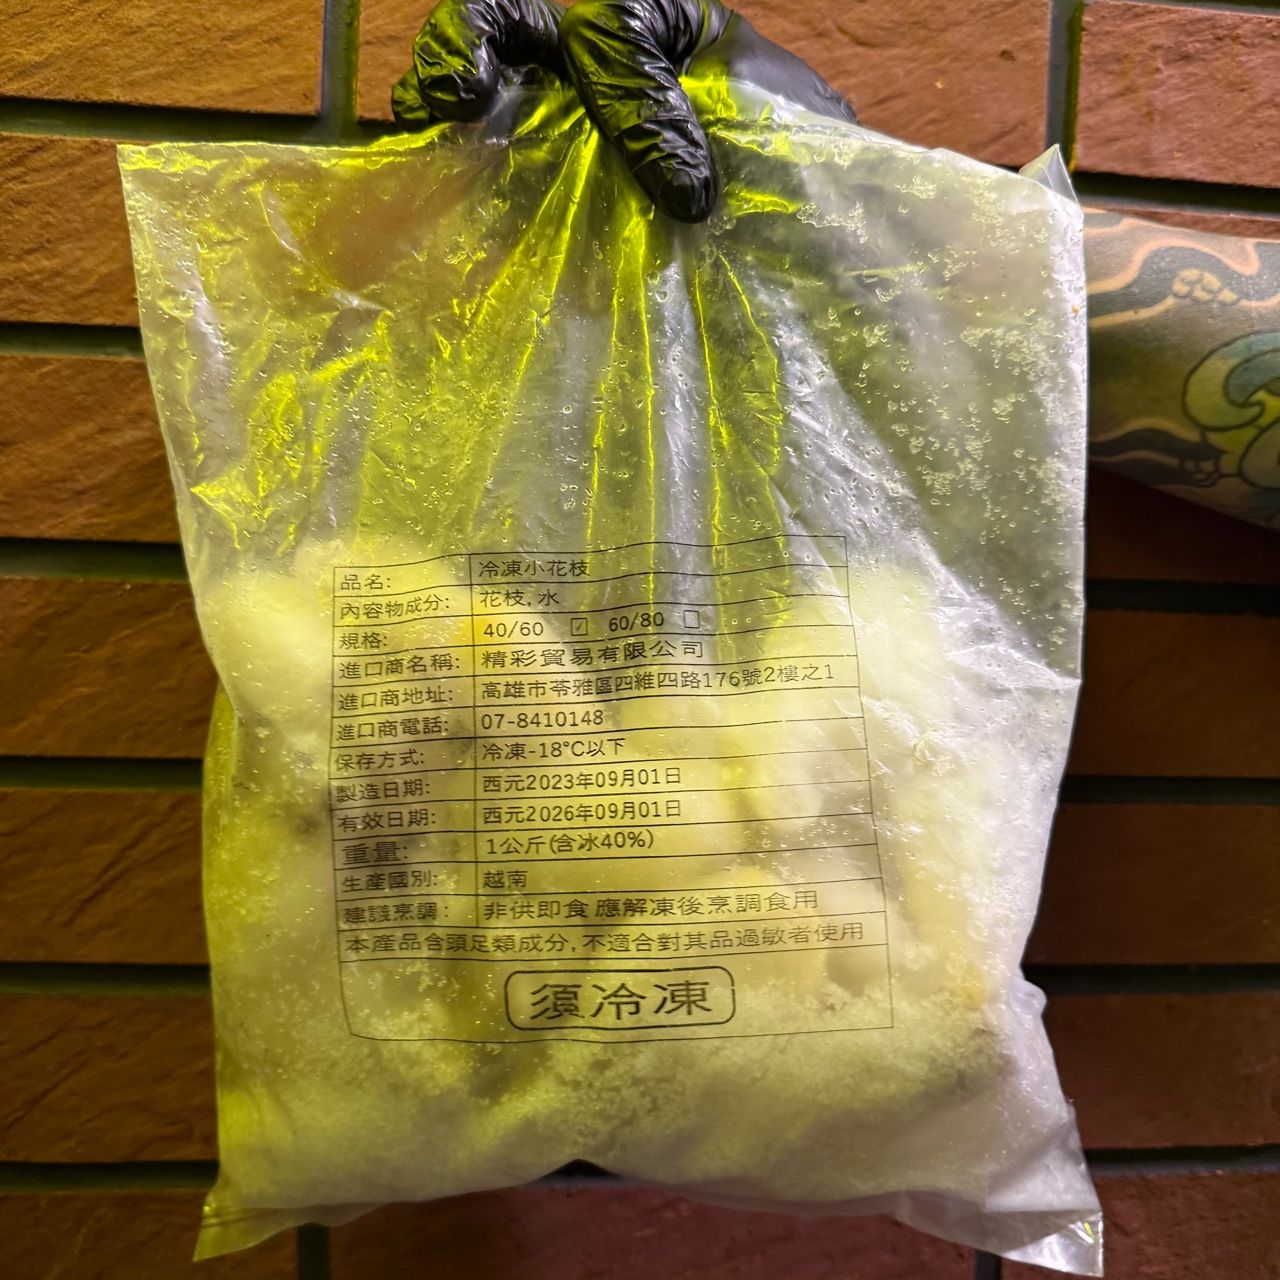 品名: 冷凍小花枝
內容物成分: 花枝,水
規格: 40/60 ☑ 60/80 □
進口商名稱: 精彩貿易有限公司
進口商地址: 高雄市苓雅區四維四路176號2樓之1
進口商電話: 07-8410148
保存方式: 冷凍-18°C以下
製造日期: 西元2023年09月01日
有效日期: 西元2026年09月01日
重量: 1公斤(含冰40%)
生產國別: 越南
建議烹調: 非供即食 應解凍後烹調食用
本產品含頭足類成分,不適合對其品過敏者使用
須冷凍